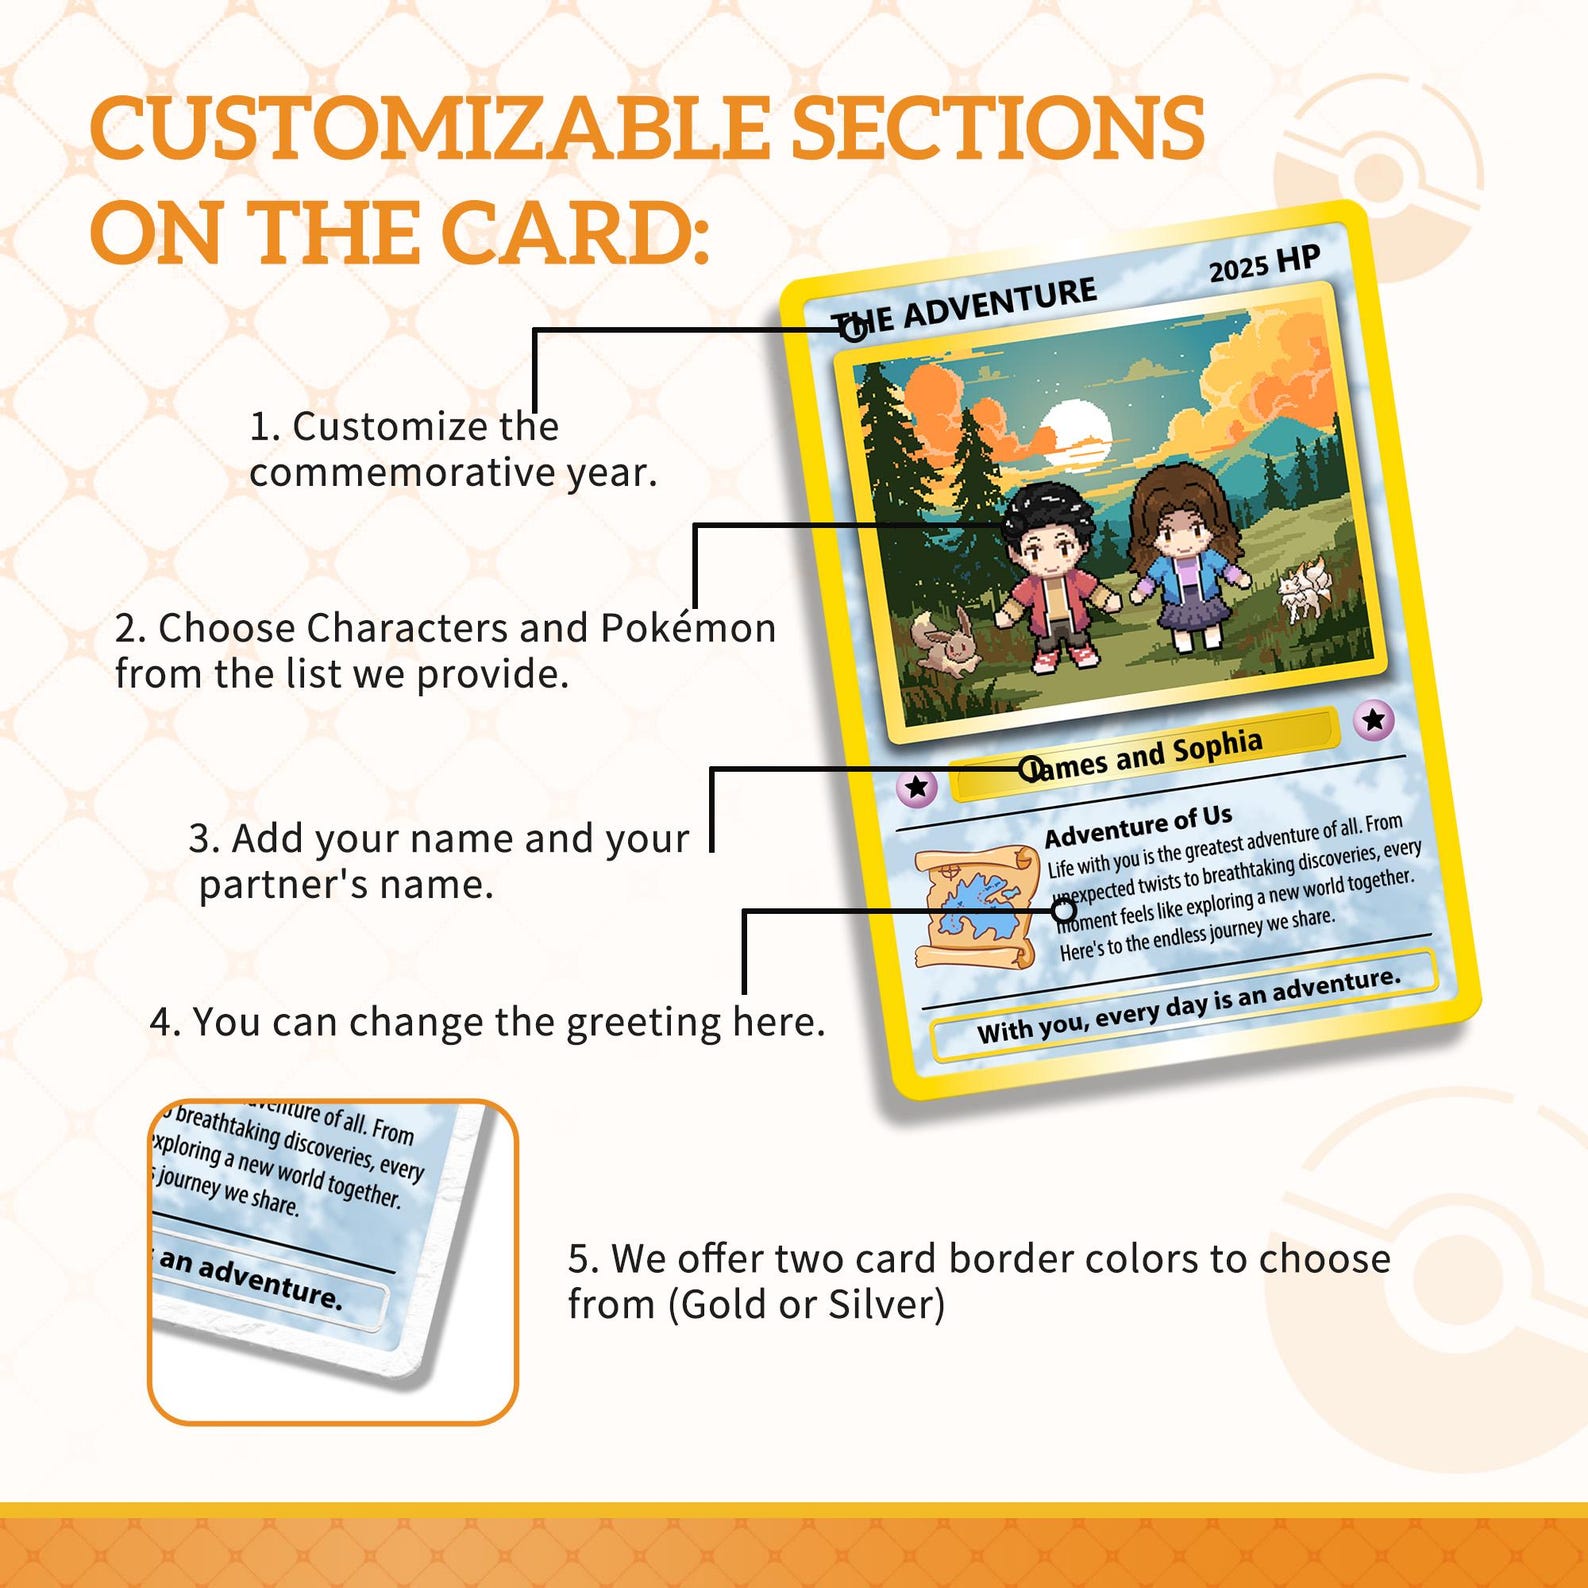 CUSTOMIZABLE SECTIONS
ON THE CARD:
THE ADVENTURE
2025 HP
1. Customize the
commemorative year.
2. Choose Characters and Pokémon
from the list we provide.
James and Sophia
3. Add your name and your
partner's name.
Adventure of Us
Life with you is the greatest adventure of all. From
unexpected twists to breathtaking discoveries, every
moment feels like exploring a new world together.
Here's to the endless journey we share.
With you, every day is an adventure.
4. You can change the greeting here.
adventure of all. From
breathtaking discoveries, every
exploring a new world together.
journey we share.
an adventure.
5. We offer two card border colors to choose
from (Gold or Silver)